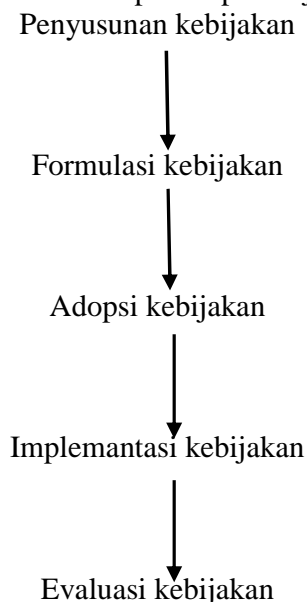 Penyusunan kebijakan
Formulasi kebijakan
Adopsi kebijakan
Implemantasi kebijakan
Evaluasi kebijakan